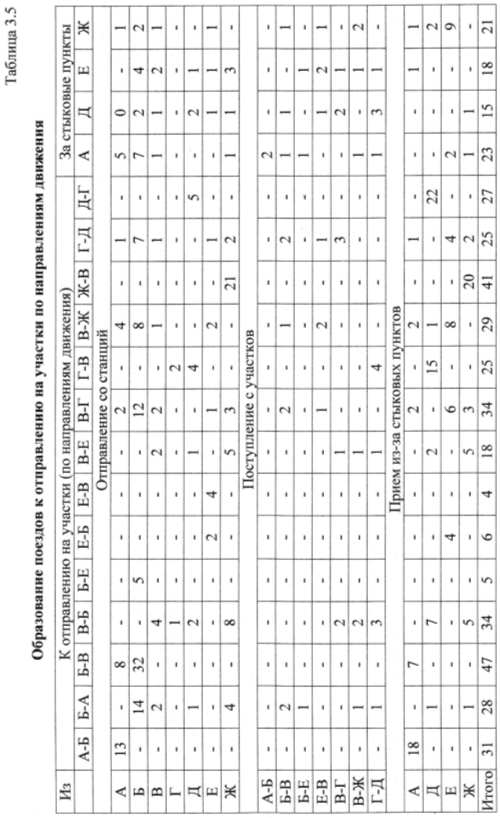 Таблица 3.5
Образование поездов к отправлению на участки по направлениям движения
Из К отправлению на участки (по направлениям движения) За стыковые пункты
А-Б Б-А Б-В В-Б Б-Е Е-Б Е-В В-Е В-Г Г-В В-Ж Ж-В Г-Д Д-Г А Д Е Ж
Отправление со станций
А 13 - 8 - - - - - 2 - 4 - 1 - 5 0 - 1
Б - 14 32 - 5 - - - 12 - 8 - 7 - 7 2 4 2
В - 2 - 4 - - - 2 2 - 1 - 1 - 1 1 2 1
Г - - - 1 - - - - - 2 - - - - - - - -
Д - 1 - 2 - - - 1 - 4 - - - 5 - 2 1 -
Е - - - - - 2 4 - 1 - 2 - 1 - 1 1 1 1
Ж - 4 - 8 - - - 5 3 - - 21 2 - 1 1 3 -
Поступление с участков
А-Б - - - - - - - - - - - - - - 2 - - -
Б-В - 2 - - - - - - 2 - 1 - 2 - 1 1 - 1
Б-Е - 1 - - - - - - - - - - - - 1 - 1 -
Е-В - - - - - - - - 1 - 2 - 1 - - 1 2 1
В-Г - - - 2 - - - 1 - - - - 3 - - 2 1 -
В-Ж - 1 - 2 - - - 1 - - - - - - 1 - 1 2
Г-Д - 1 - 3 - - - 1 - 4 - - - - 1 3 1 -
Прием из-за стыковых пунктов
А 18 - 7 - - - - - 2 - 2 - 1 - - - 1 1
Д - 1 - 7 - - - 2 - 15 1 - - 22 - - - 2
Е - - - - - 4 - - 6 - 8 - 4 - 2 - - 9
Ж - 1 - 5 - - - 5 3 - - 20 2 - 1 1 - -
Итого 31 28 47 34 5 6 4 18 34 25 29 41 25 27 23 15 18 21